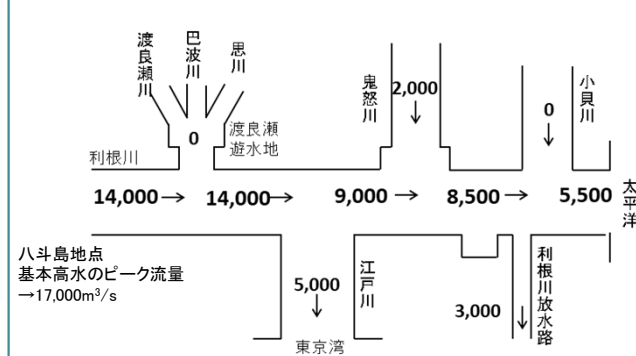 渡良瀬川
巴波川
思川
鬼怒川
小貝川
2,000
0
0
渡良瀬
遊水地
利根川
14,000→
14,000→
9,000→
8,500→
5,500
太平洋
八斗島地点
基本高水のピーク流量
→17,000m³/s
5,000
↓
江戸川
3,000
↓
利根川放水路
東京湾